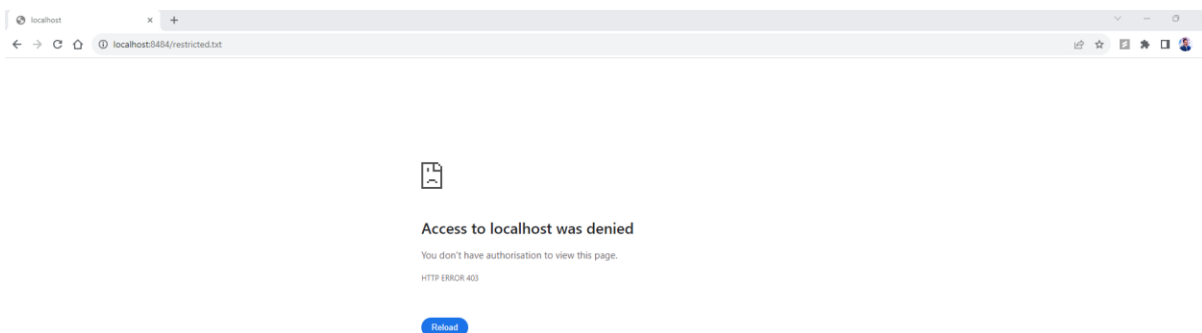 localhost
localhost:8484/restricted.txt
Access to localhost was denied
You don't have authorisation to view this page.
HTTP ERROR 403
Reload